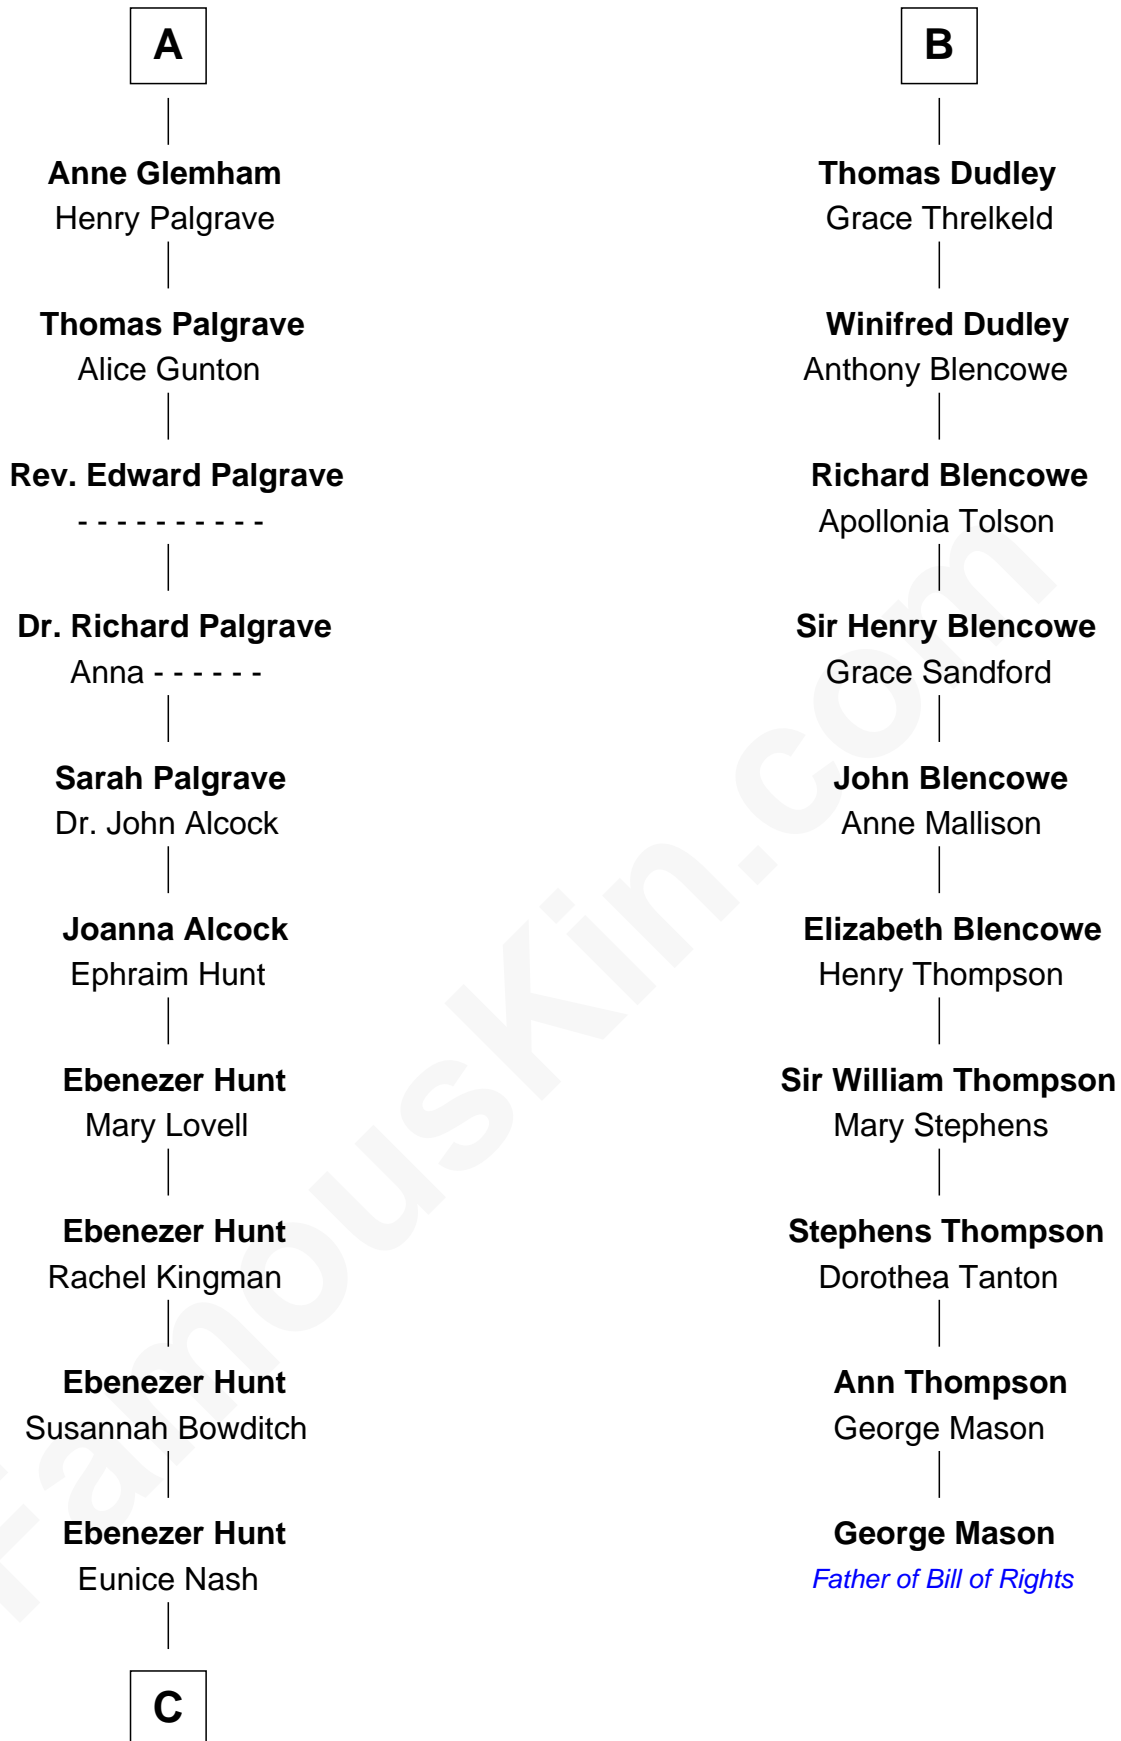 A
Anne Glemham
Henry Palgrave
Thomas Palgrave
Alice Gunton
Rev. Edward Palgrave
- - - - - - - - - -
Dr. Richard Palgrave
Anna - - - - - -
Sarah Palgrave
Dr. John Alcock
Joanna Alcock
Ephraim Hunt
Ebenezer Hunt
Mary Lovell
Ebenezer Hunt
Rachel Kingman
Ebenezer Hunt
Susannah Bowditch
Ebenezer Hunt
Eunice Nash
C
B
Thomas Dudley
Grace Threlkeld
Winifred Dudley
Anthony Blencowe
Richard Blencowe
Apollonia Tolson
Sir Henry Blencowe
Grace Sandford
John Blencowe
Anne Mallison
Elizabeth Blencowe
Henry Thompson
Sir William Thompson
Mary Stephens
Stephens Thompson
Dorothea Tanton
Ann Thompson
George Mason
George Mason
Father of Bill of Rights
FamousKin.com